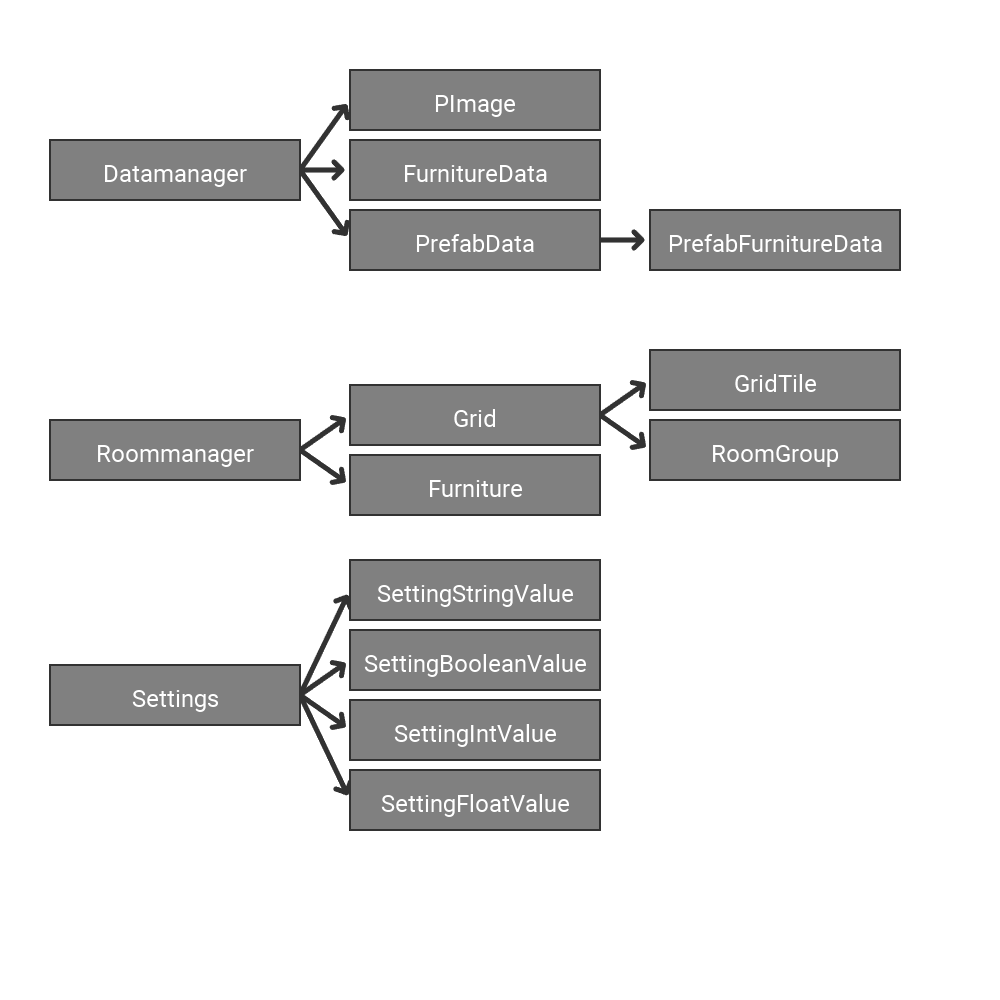 PImage
Datamanager
FurnitureData
PrefabData
PrefabFurnitureData
GridTile
Grid
Roommanager
RoomGroup
Furniture
SettingStringValue
SettingBooleanValue
Settings
SettingIntValue
SettingFloatValue